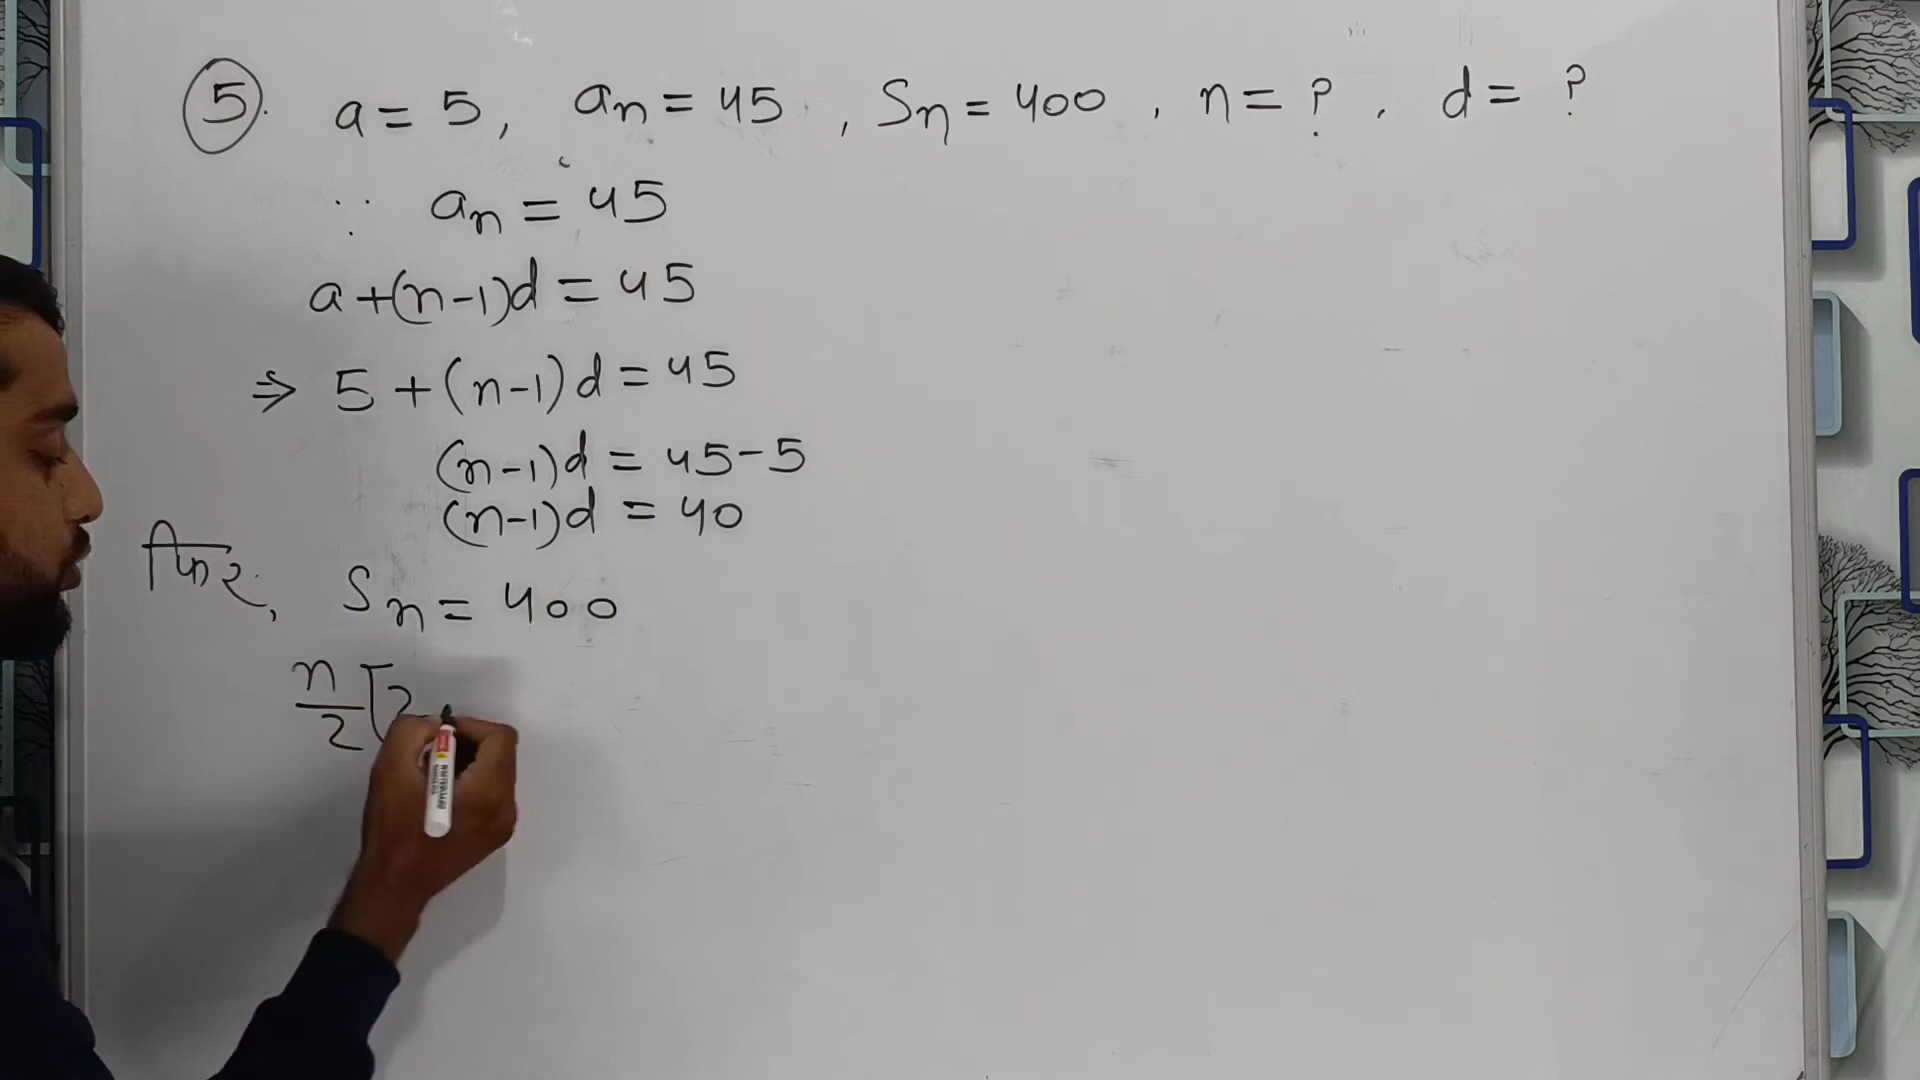 5. a = 5, an = 45, Sn = 400, n = ?, d = ?
∵ an = 45
a + (n-1)d = 45
⇒ 5 + (n-1)d = 45
(n-1)d = 45-5
(n-1)d = 40
फिर, Sn = 400
n/2 [2